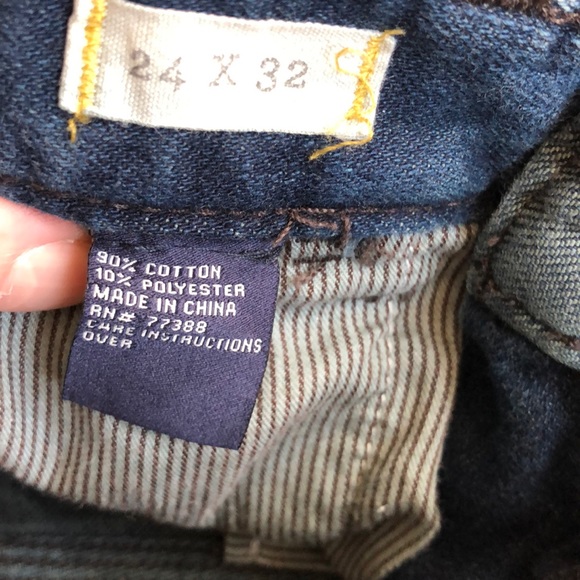 24 X 32
90% COTTON
10% POLYESTER
MADE IN CHINA
RN# 77388
CARE INSTRUCTIONS
OVER